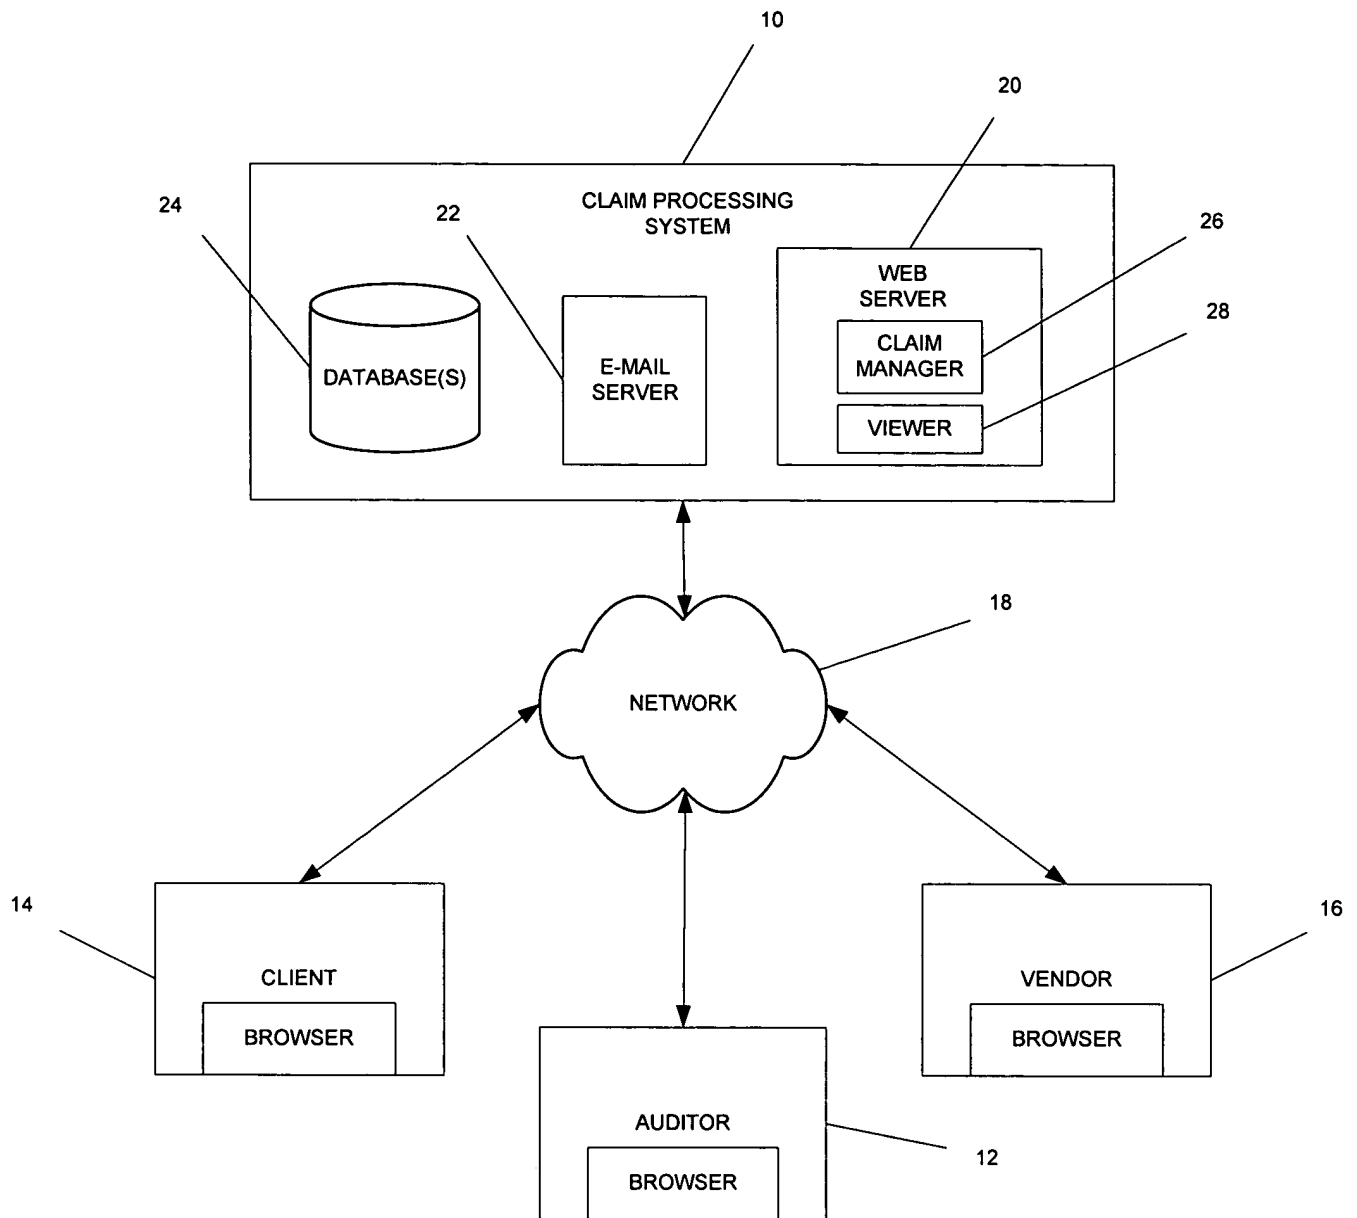 10
20
CLAIM PROCESSING
SYSTEM
24
22
26
WEB
SERVER
28
CLAIM
MANAGER
E-MAIL
SERVER
DATABASE(S)
VIEWER
18
NETWORK
14
16
CLIENT
VENDOR
BROWSER
BROWSER
AUDITOR
12
BROWSER